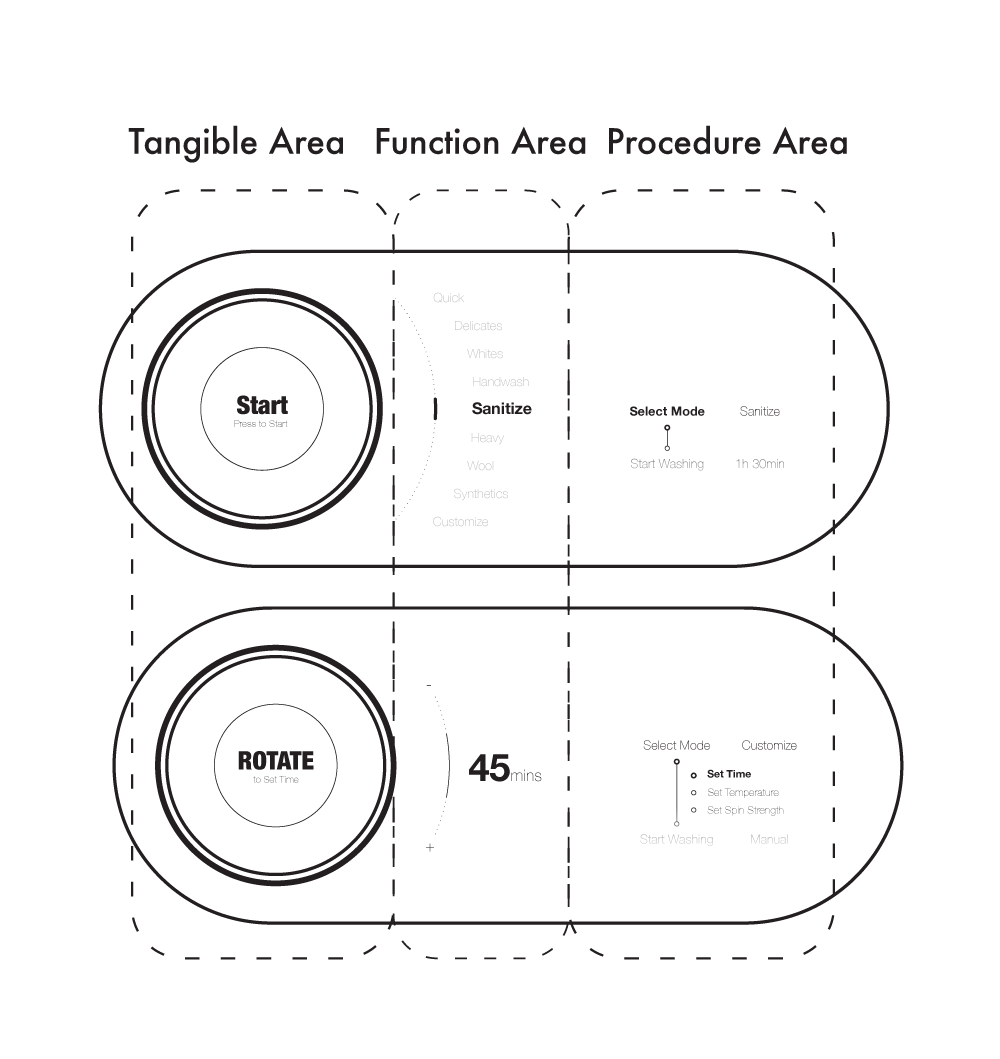 Tangible Area Function Area Procedure Area
Start
Press to Start
Quick
Delicates
Whites
Handwash
Sanitize
Heavy
Wool
Synthetics
Customize
Select Mode Sanitize
Start Washing 1h 30min
ROTATE
to Set Time
-
45mins
+
Select Mode Customize
Set Time
Set Temperature
Set Spin Strength
Start Washing Manual